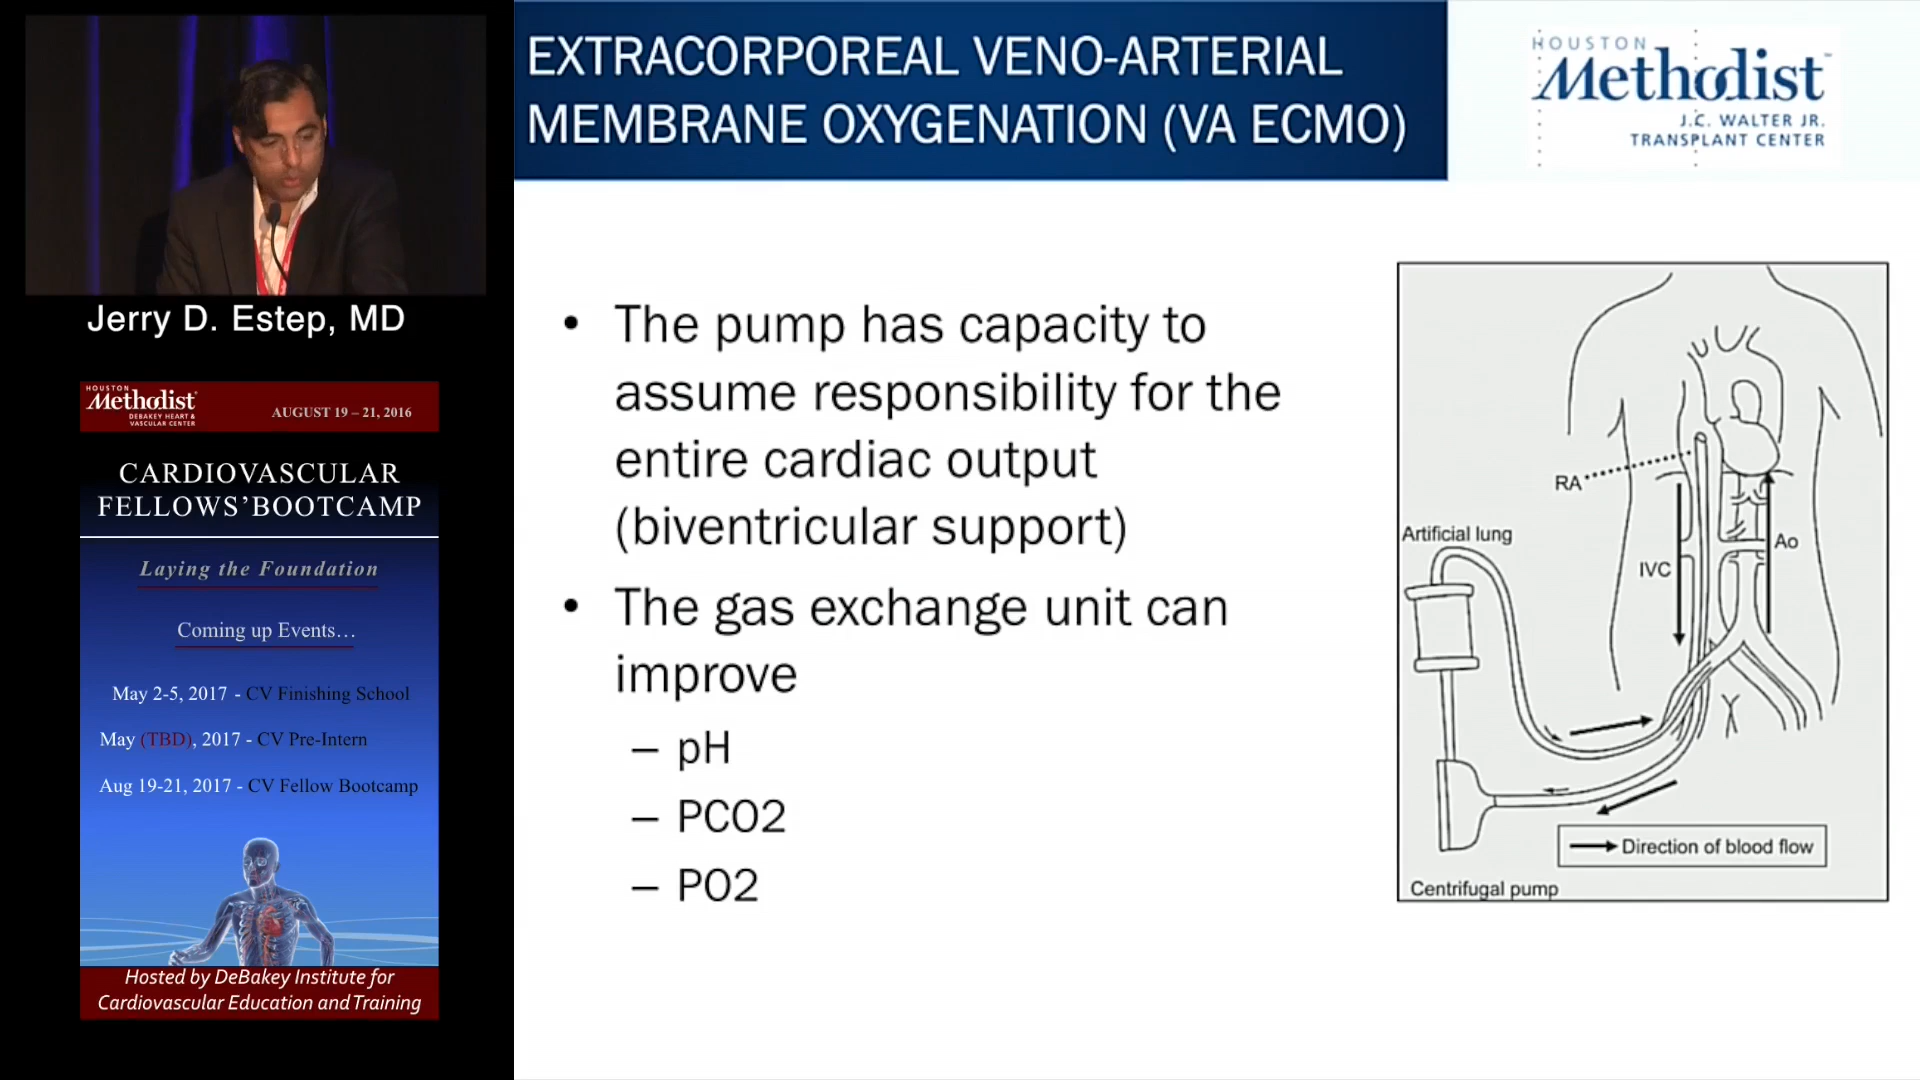 EXTRACORPOREAL VENO-ARTERIAL
MEMBRANE OXYGENATION (VA ECMO)
HOUSTON
Methodist
J.C. WALTER JR.
TRANSPLANT CENTER
Jerry D. Estep, MD
HOUSTON
Methodist
DEBAKEY HEART &
VASCULAR CENTER
AUGUST 19 – 21, 2016
CARDIOVASCULAR
FELLOWS’BOOTCAMP
Laying the Foundation
Coming up Events…
May 2-5, 2017 - CV Finishing School
May (TBD), 2017 - CV Pre-Intern
Aug 19-21, 2017 - CV Fellow Bootcamp
Hosted by DeBakey Institute for
Cardiovascular Education and Training
• The pump has capacity to
assume responsibility for the
entire cardiac output
(biventricular support)
• The gas exchange unit can
improve
– pH
– PCO2
– PO2
RA
Artificial lung
Ao
IVC
Direction of blood flow
Centrifugal pump